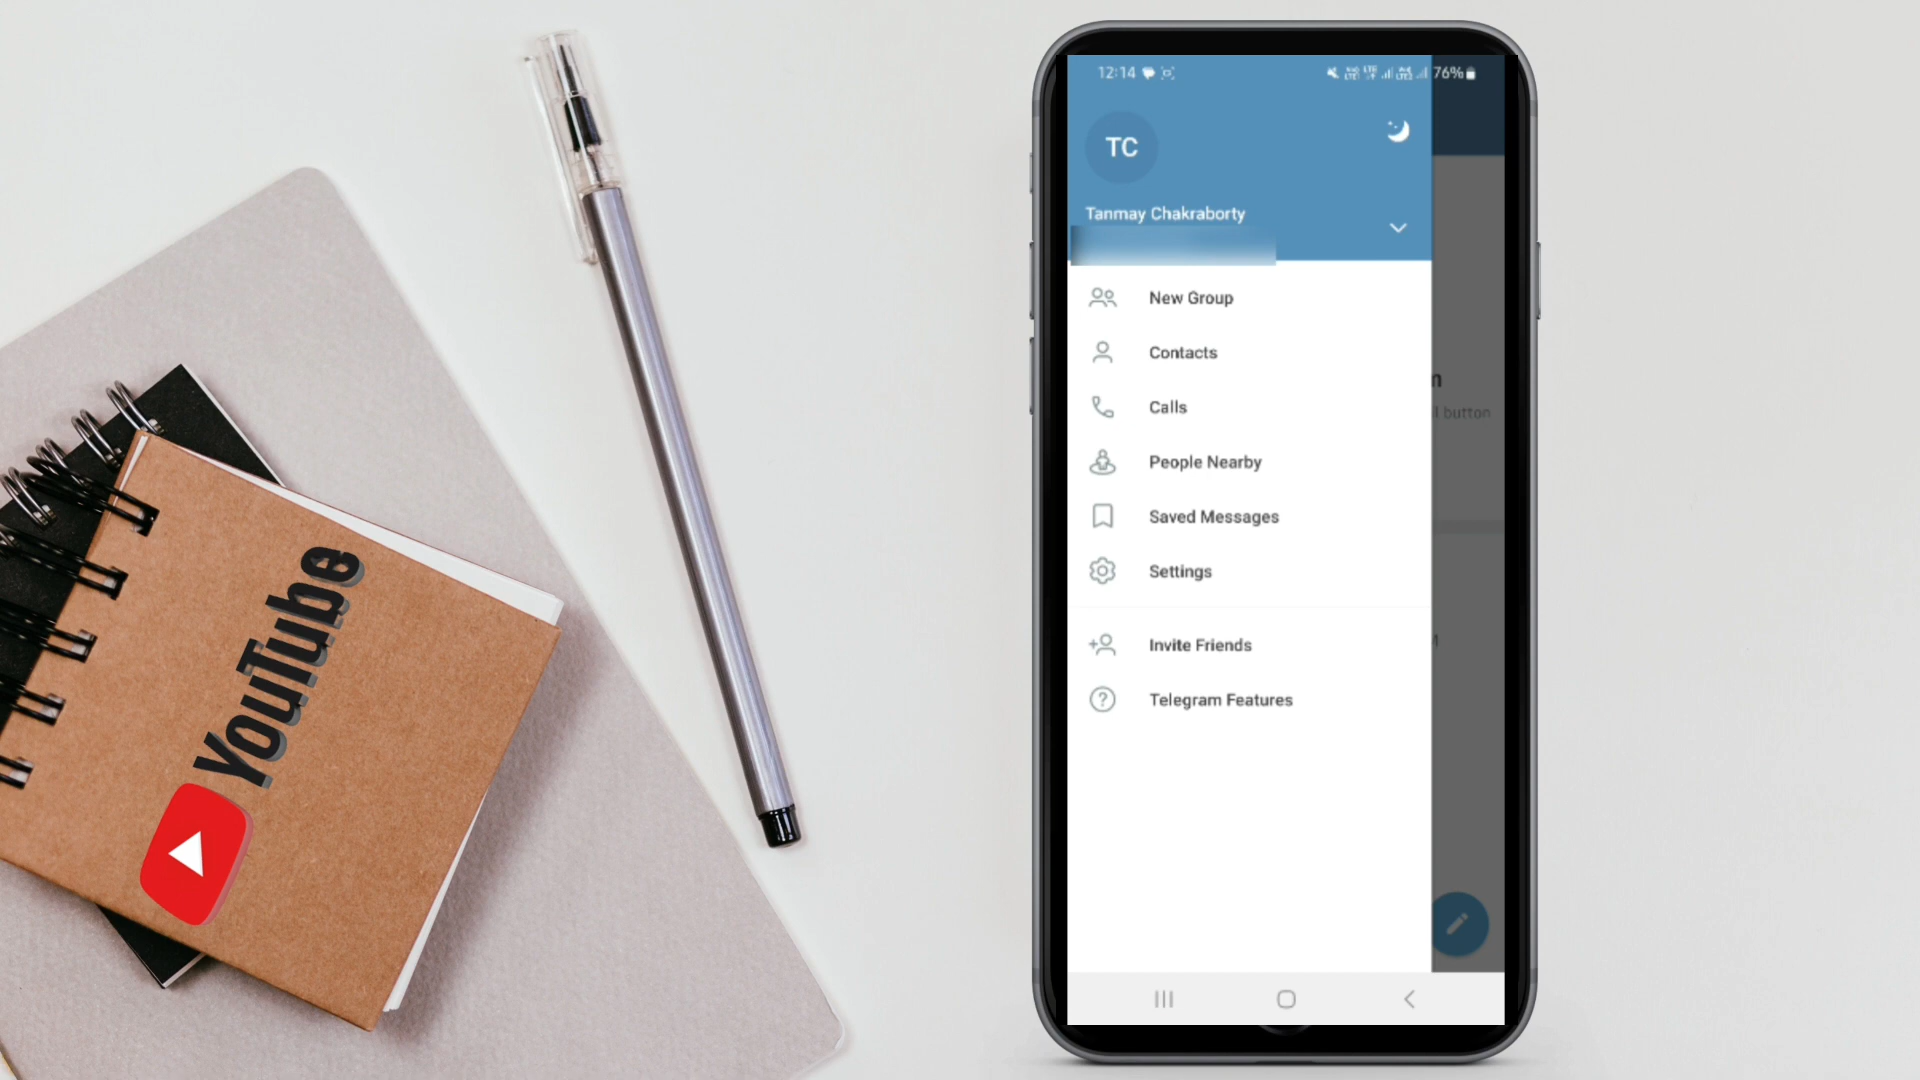 YouTube
12:14
76%
TC
Tanmay Chakraborty
New Group
Contacts
Calls
People Nearby
Saved Messages
Settings
Invite Friends
Telegram Features
button